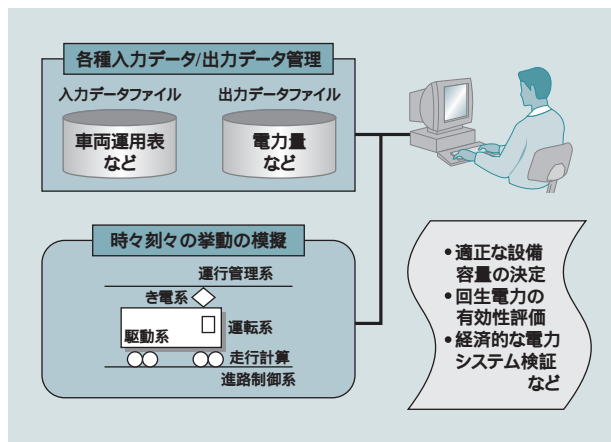 各種入力データ/出力データ管理
入力データファイル
出力データファイル
車両運用表
など
電力量
など
時々刻々の挙動の模擬
運行管理系
き電系
駆動系
運転系
走行計算
進路制御系
•適正な設備
容量の決定
•回生電力の
有効性評価
•経済的な電力
システム検証
など